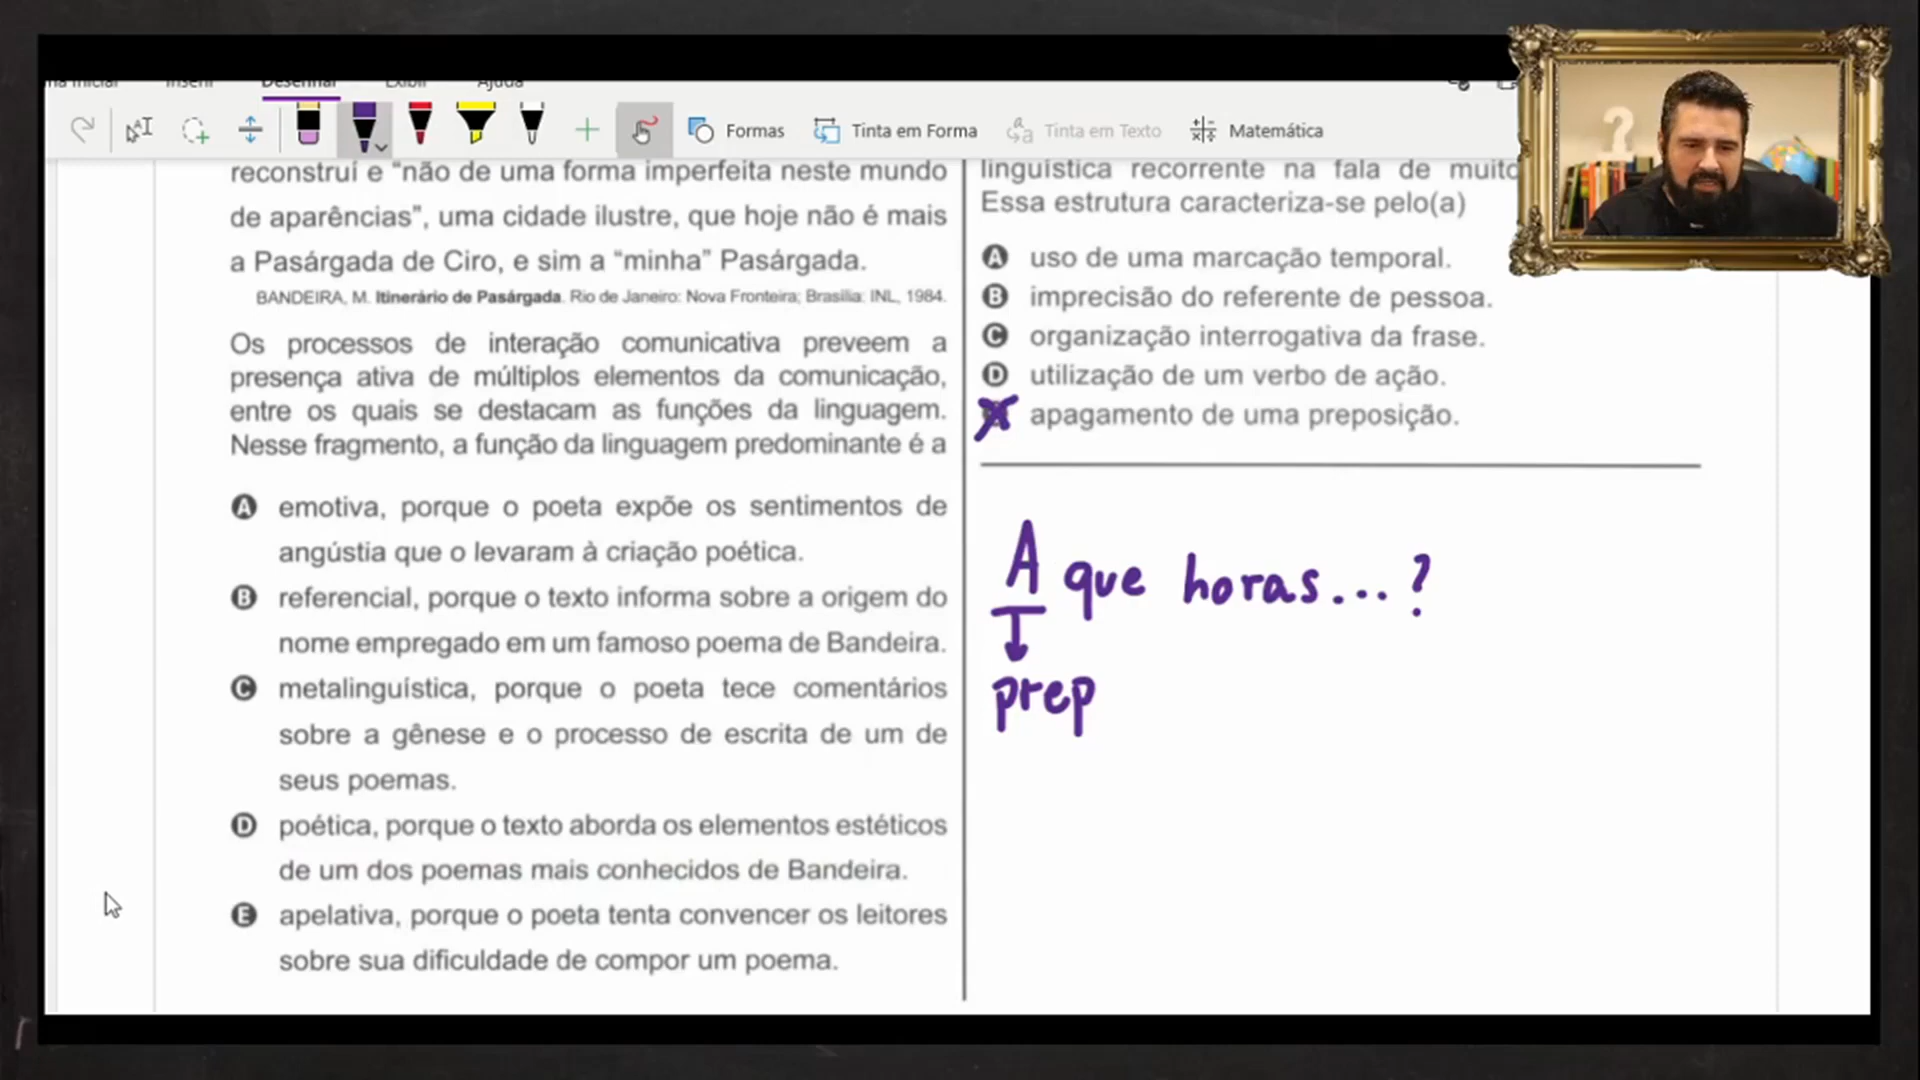 Inserir Desenhar Exibir Ajuda
Formas Tinta em Forma Tinta em Texto Matemática
reconstruí e “não de uma forma imperfeita neste mundo
de aparências”, uma cidade ilustre, que hoje não é mais
a Pasárgada de Ciro, e sim a “minha” Pasárgada.
BANDEIRA, M. Itinerário de Pasárgada. Rio de Janeiro: Nova Fronteira; Brasília: INL, 1984.
Os processos de interação comunicativa preveem a
presença ativa de múltiplos elementos da comunicação,
entre os quais se destacam as funções da linguagem.
Nesse fragmento, a função da linguagem predominante é a
A emotiva, porque o poeta expõe os sentimentos de
angústia que o levaram à criação poética.
B referencial, porque o texto informa sobre a origem do
nome empregado em um famoso poema de Bandeira.
C metalinguística, porque o poeta tece comentários
sobre a gênese e o processo de escrita de um de
seus poemas.
D poética, porque o texto aborda os elementos estéticos
de um dos poemas mais conhecidos de Bandeira.
E apelativa, porque o poeta tenta convencer os leitores
sobre sua dificuldade de compor um poema.
linguística recorrente na fala de muito
Essa estrutura caracteriza-se pelo(a)
A uso de uma marcação temporal.
B imprecisão do referente de pessoa.
C organização interrogativa da frase.
D utilização de um verbo de ação.
apagamento de uma preposição.
A que horas...?
prep